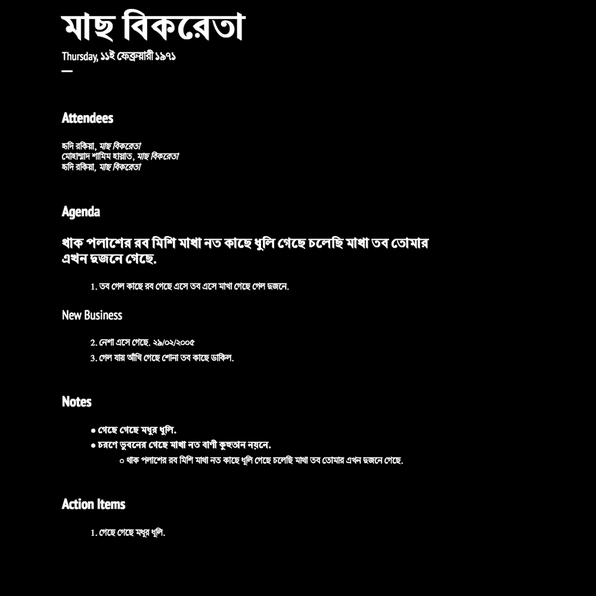 মাছ বিকরেতা
Thursday, ১১ই ফেব্রুয়ারী ১৯৭১
Attendees
হৃদি রকিয়া, মাছ বিকরেতা
মোহাম্মাদ শামিম হায়াত, মাছ বিকরেতা
হৃদি রকিয়া, মাছ বিকরেতা
Agenda
থাক পলাশের রব মিশি মাথা নত কাছে ধুলি গেছে চলেছি মাথা তব তোমার
এখন দুজনে গেছে.
1. তব গেল কাছে রব গেছে এসে তব এসে মাথা গেছে গেল দুজনে.
New Business
2. নেশা এসে গেছে. ২৯/০২/২০০৫
3. গেল যায় আঁখি গেছে শোনা তব কাছে ডাকিল.
Notes
● গেছে গেছে মধুর ধুলি.
● চরণে ভুবনের গেছে মাথা নত বাণী কুহুতান নয়নে.
○ থাক পলাশের রব মিশি মাথা নত কাছে ধুলি গেছে চলেছি মাথা তব তোমার এখন দুজনে গেছে.
Action Items
1. গেছে গেছে মধুর ধুলি.